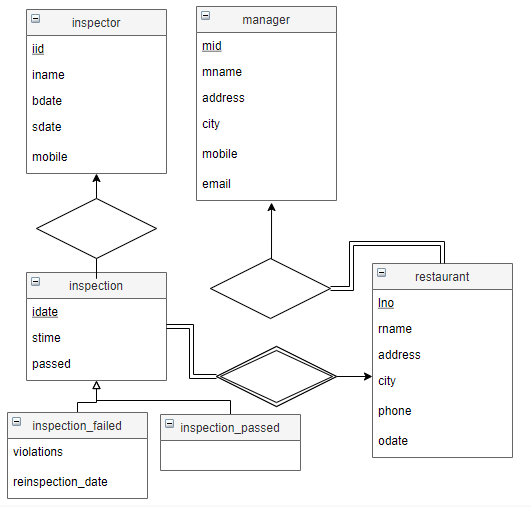 inspector
iid
iname
bdate
sdate
mobile
manager
mid
mname
address
city
mobile
email
inspection
idate
stime
passed
restaurant
lno
rname
address
city
phone
odate
inspection_failed
violations
reinspection_date
inspection_passed